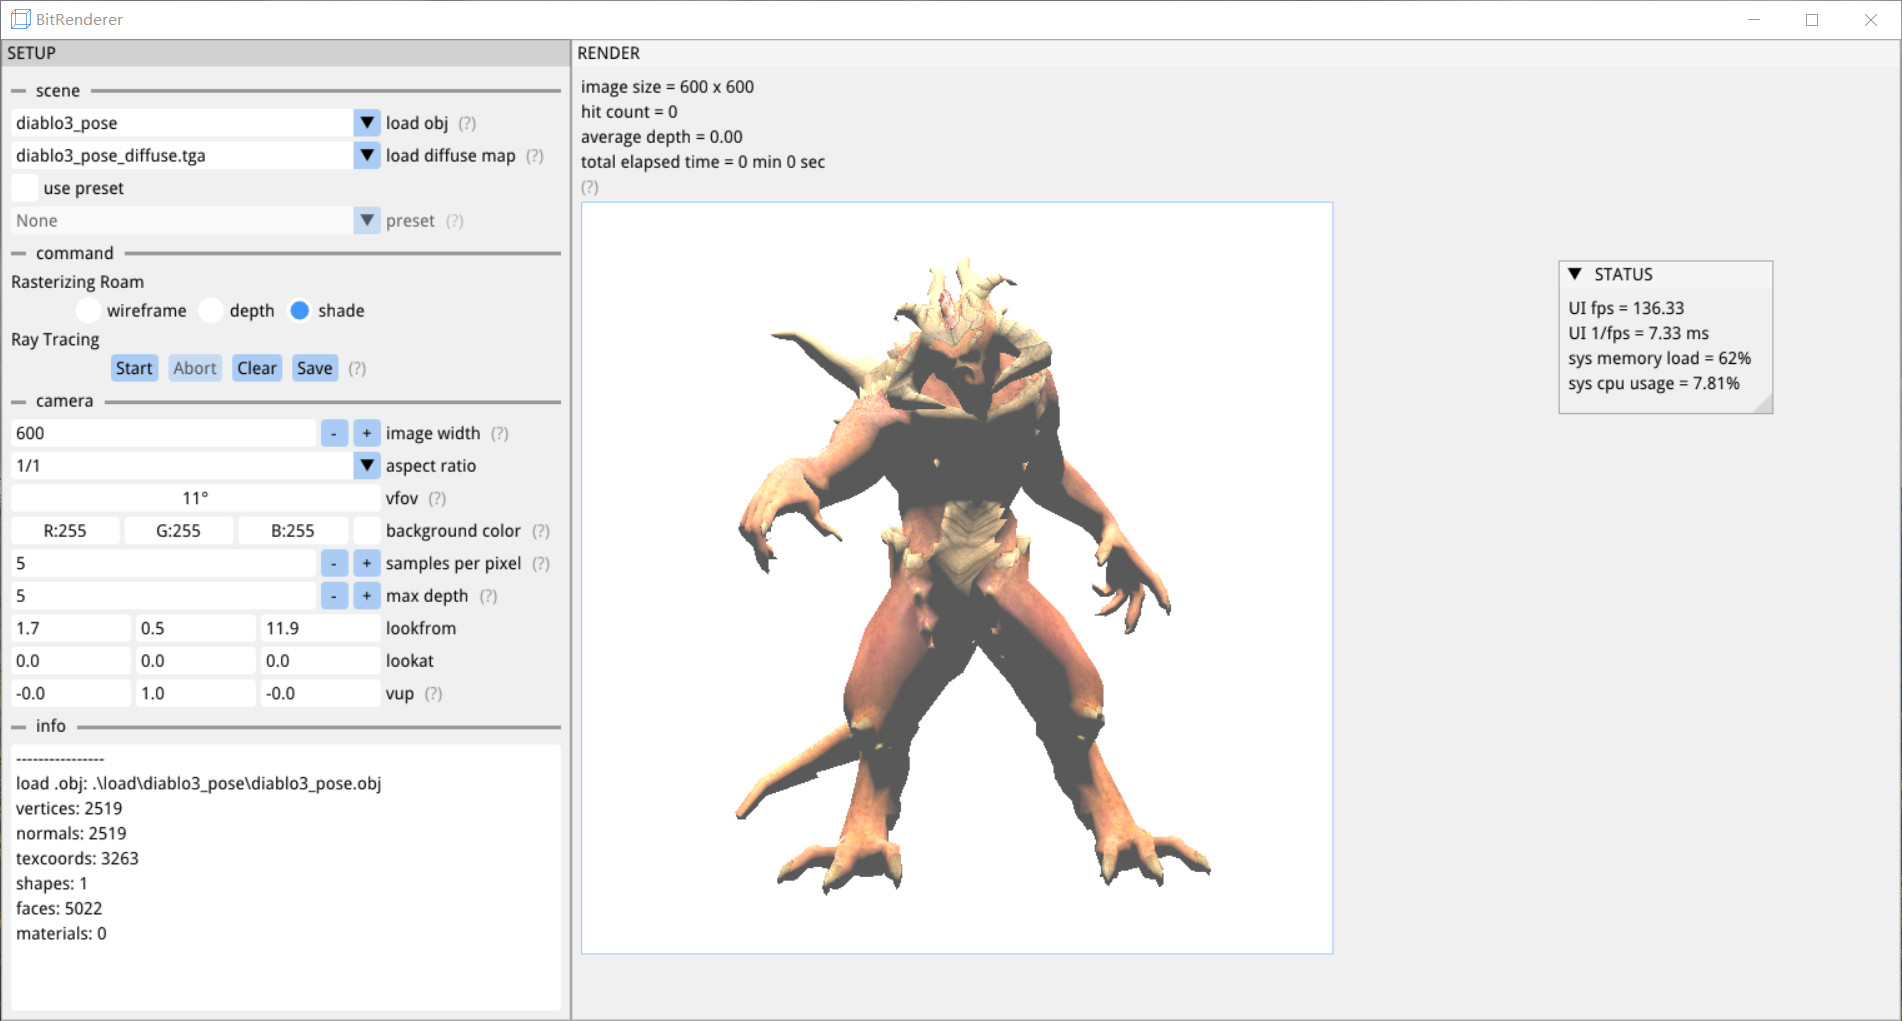 BitRenderer
SETUP
scene
diablo3_pose load obj (?)
diablo3_pose_diffuse.tga load diffuse map (?)
use preset
None preset (?)
command
Rasterizing Roam
wireframe depth shade
Ray Tracing
Start Abort Clear Save (?)
camera
600 - + image width (?)
1/1 aspect ratio
11° vfov (?)
R:255 G:255 B:255 background color (?)
5 - + samples per pixel (?)
5 - + max depth (?)
1.7 0.5 11.9 lookfrom
0.0 0.0 0.0 lookat
-0.0 1.0 -0.0 vup (?)
info
----------------
load .obj: .\load\diablo3_pose\diablo3_pose.obj
vertices: 2519
normals: 2519
texcoords: 3263
shapes: 1
faces: 5022
materials: 0
RENDER
image size = 600 x 600
hit count = 0
average depth = 0.00
total elapsed time = 0 min 0 sec
(?)
STATUS
UI fps = 136.33
UI 1/fps = 7.33 ms
sys memory load = 62%
sys cpu usage = 7.81%